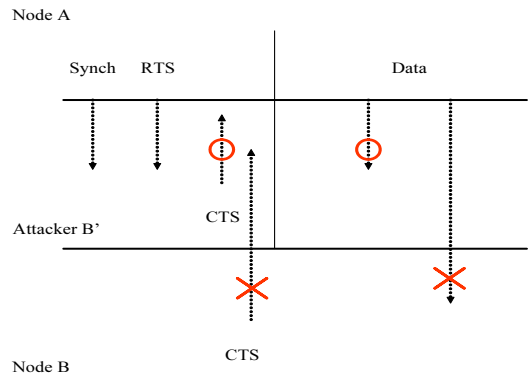 Node A
Synch RTS Data
CTS
Attacker B’
CTS
Node B